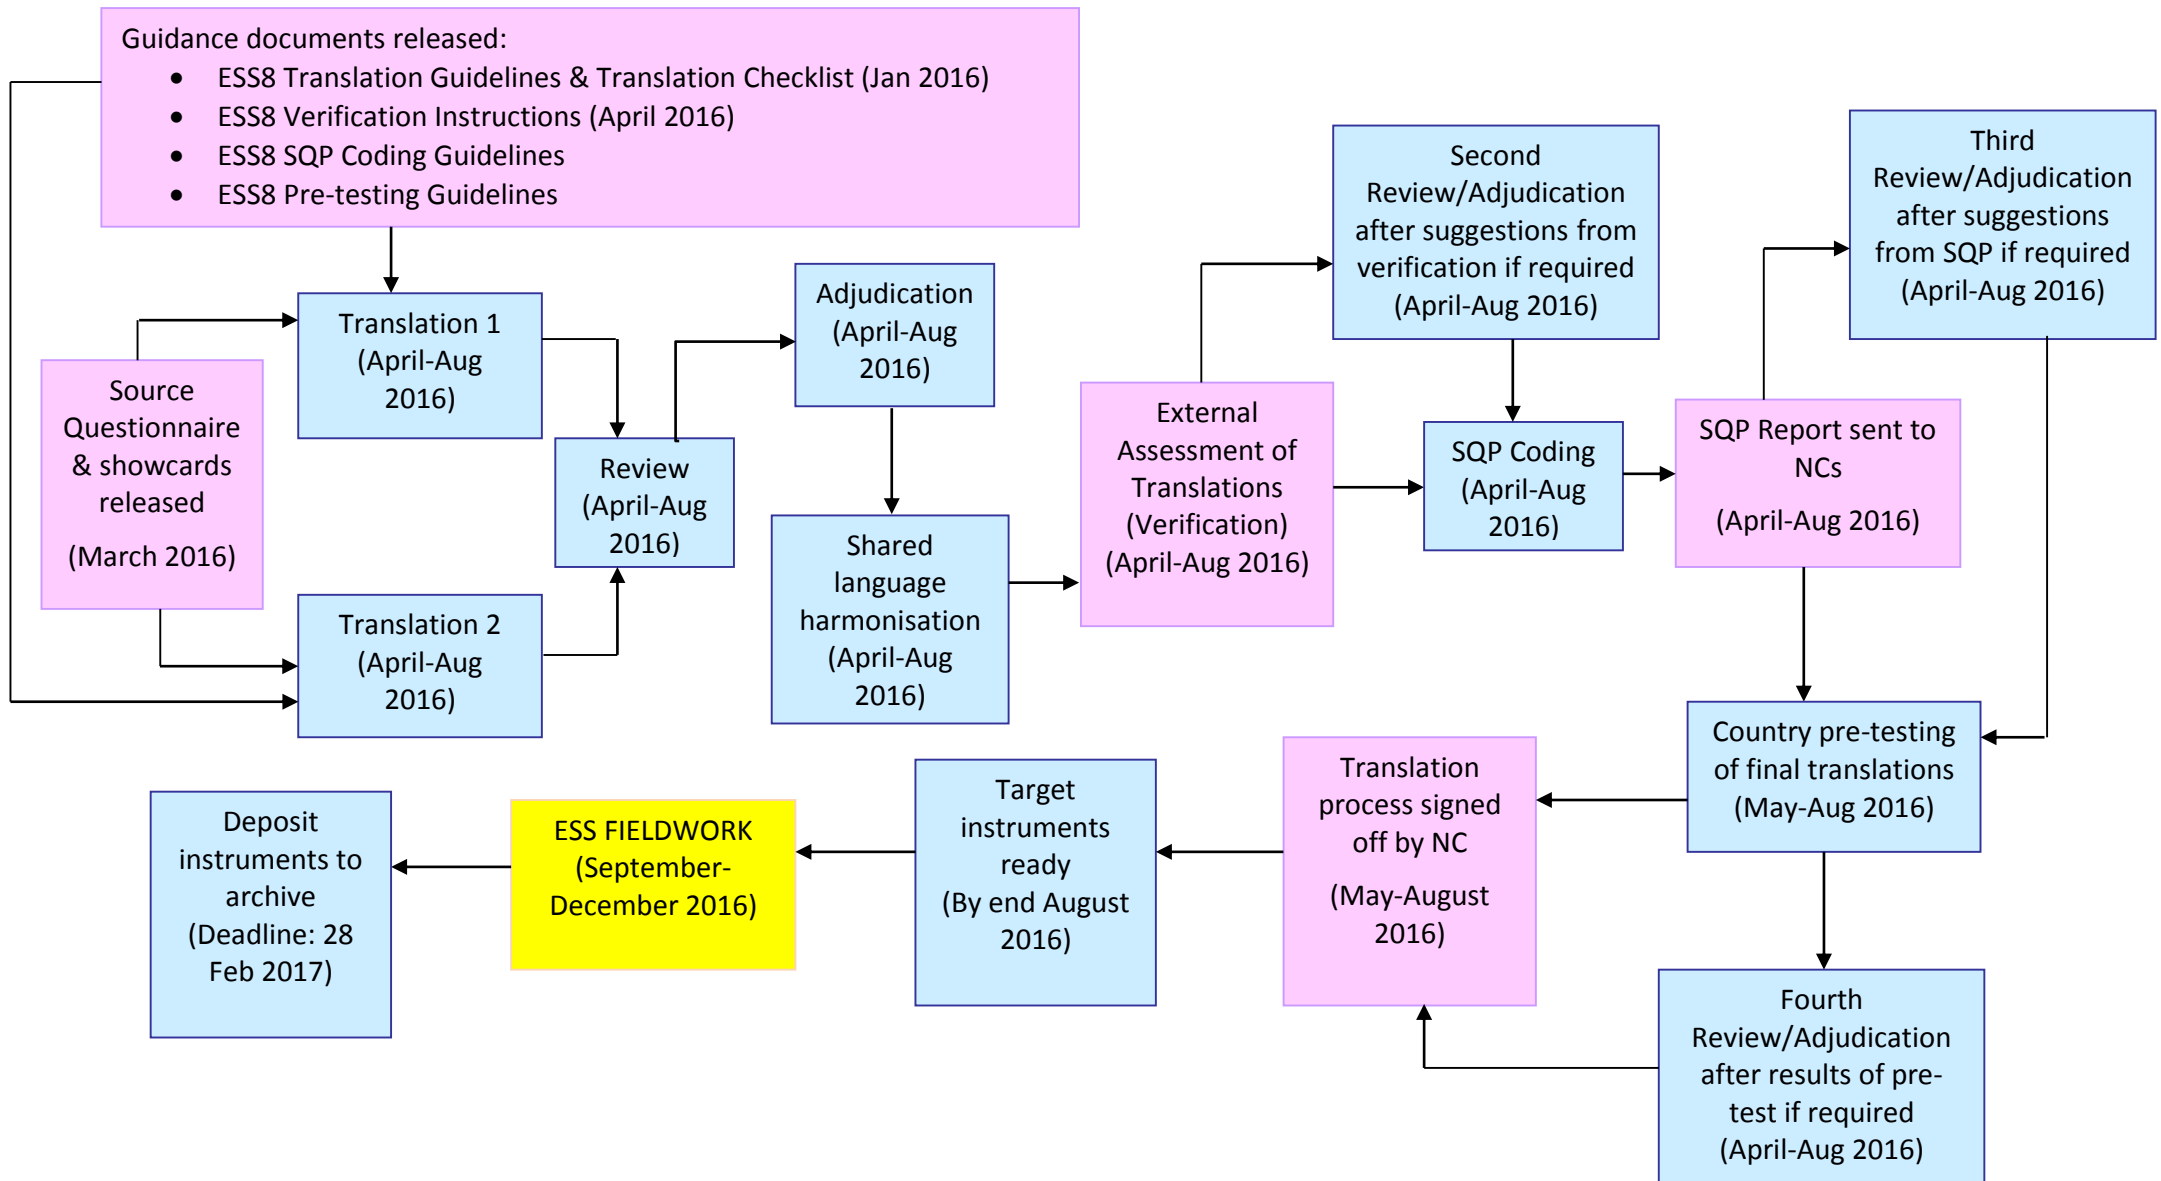 Guidance documents released:
• ESS8 Translation Guidelines & Translation Checklist (Jan 2016)
• ESS8 Verification Instructions (April 2016)
• ESS8 SQP Coding Guidelines
• ESS8 Pre-testing Guidelines
Source
Questionnaire
& showcards
released
(March 2016)
Translation 1
(April-Aug
2016)
Translation 2
(April-Aug
2016)
Review
(April-Aug
2016)
Adjudication
(April-Aug
2016)
Shared
language
harmonisation
(April-Aug
2016)
External
Assessment of
Translations
(Verification)
(April-Aug 2016)
Second
Review/Adjudication
after suggestions from
verification if required
(April-Aug 2016)
SQP Coding
(April-Aug
2016)
SQP Report sent to
NCs
(April-Aug 2016)
Third
Review/Adjudication
after suggestions
from SQP if required
(April-Aug 2016)
Country pre-testing
of final translations
(May-Aug 2016)
Fourth
Review/Adjudication
after results of pre-
test if required
(April-Aug 2016)
Translation
process signed
off by NC
(May-August
2016)
Target
instruments
ready
(By end August
2016)
ESS FIELDWORK
(September-
December 2016)
Deposit
instruments to
archive
(Deadline: 28
Feb 2017)